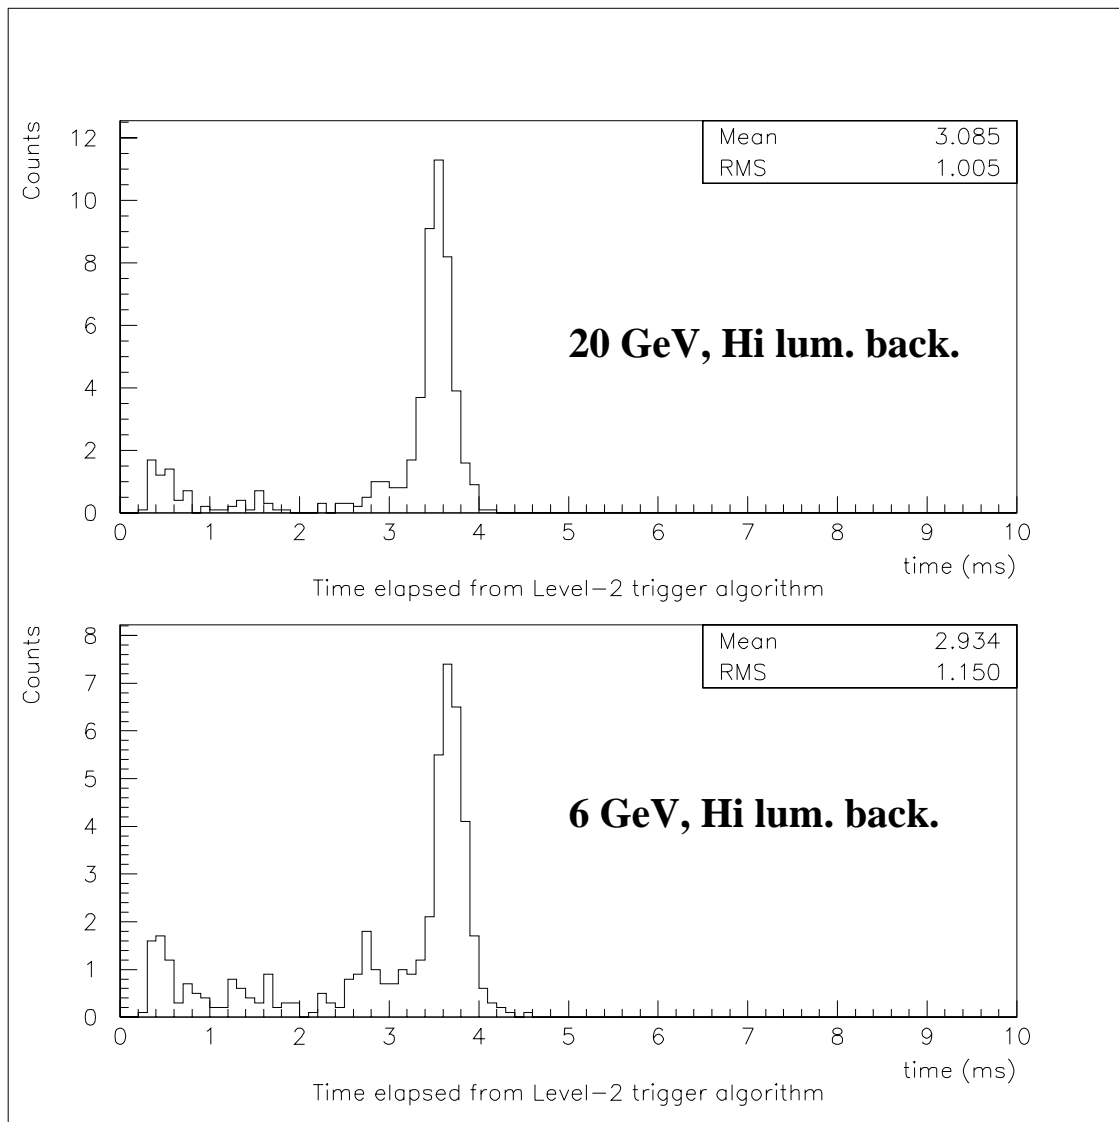 Counts
12
10
8
6
4
2
0
Mean 3.085
RMS 1.005
20 GeV, Hi lum. back.
0 1 2 3 4 5 6 7 8 9 10
time (ms)
Time elapsed from Level-2 trigger algorithm
Counts
8
7
6
5
4
3
2
1
0
Mean 2.934
RMS 1.150
6 GeV, Hi lum. back.
0 1 2 3 4 5 6 7 8 9 10
time (ms)
Time elapsed from Level-2 trigger algorithm